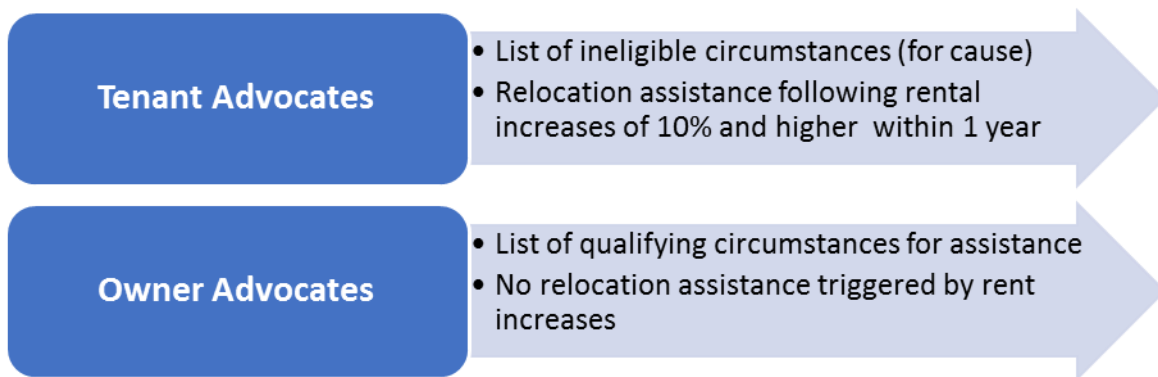 Tenant Advocates
• List of ineligible circumstances (for cause)
• Relocation assistance following rental
increases of 10% and higher  within 1 year
Owner Advocates
• List of qualifying circumstances for assistance
• No relocation assistance triggered by rent
increases